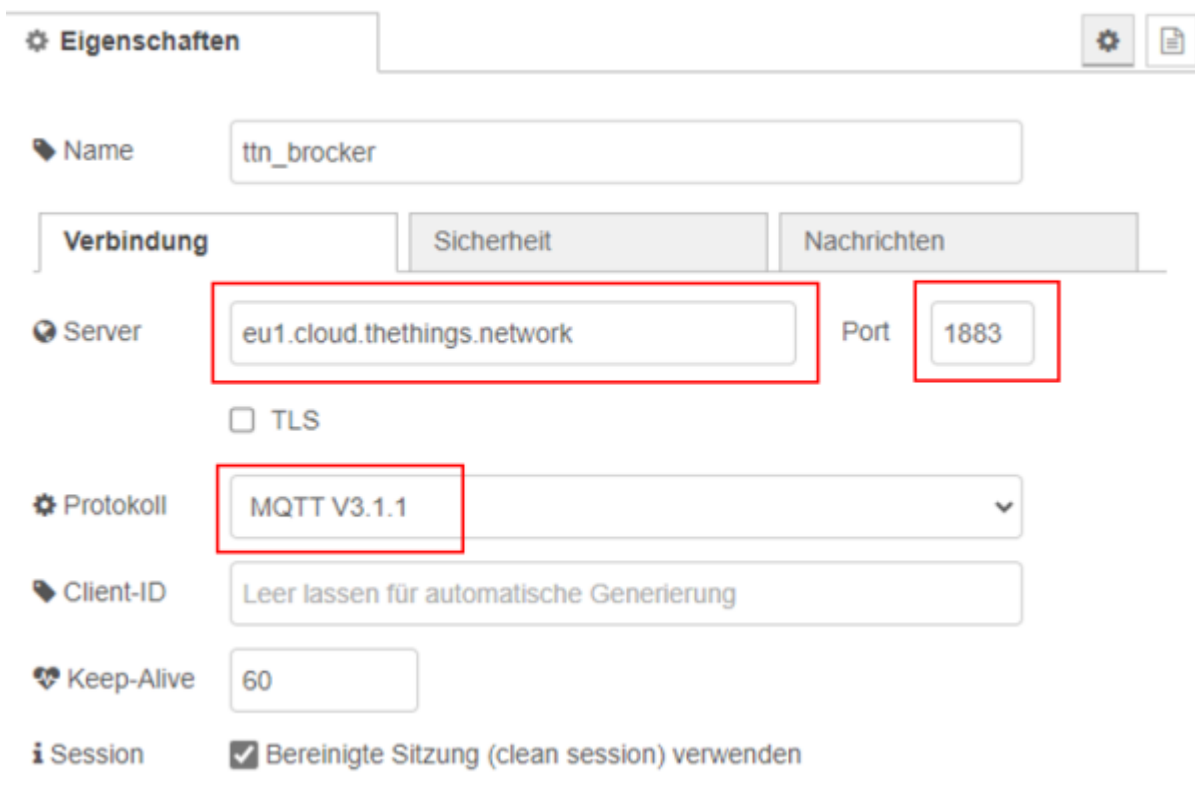 Eigenschaften
Name ttn_brocker
Verbindung Sicherheit Nachrichten
Server eu1.cloud.thethings.network Port 1883
TLS
Protokoll MQTT V3.1.1
Client-ID Leer lassen für automatische Generierung
Keep-Alive 60
Session Bereinigte Sitzung (clean session) verwenden